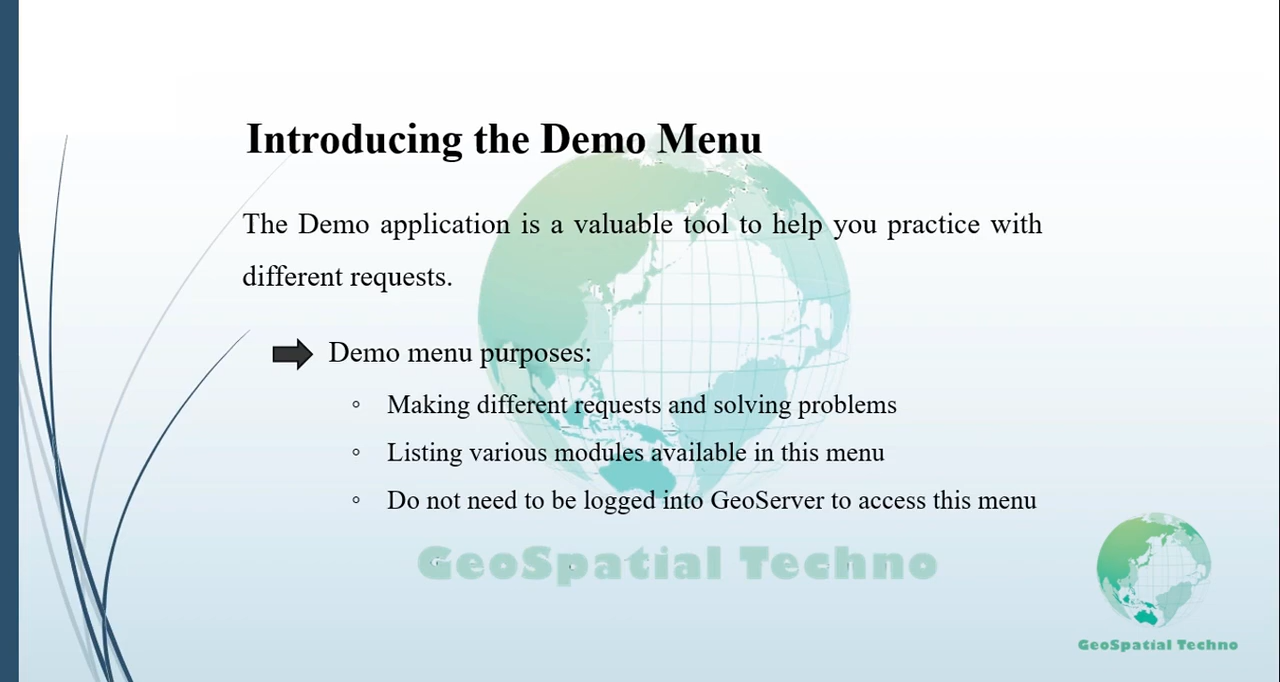 Introducing the Demo Menu
The Demo application is a valuable tool to help you practice with
different requests.
Demo menu purposes:
Making different requests and solving problems
Listing various modules available in this menu
Do not need to be logged into GeoServer to access this menu
GeoSpatial Techno
GeoSpatial Techno